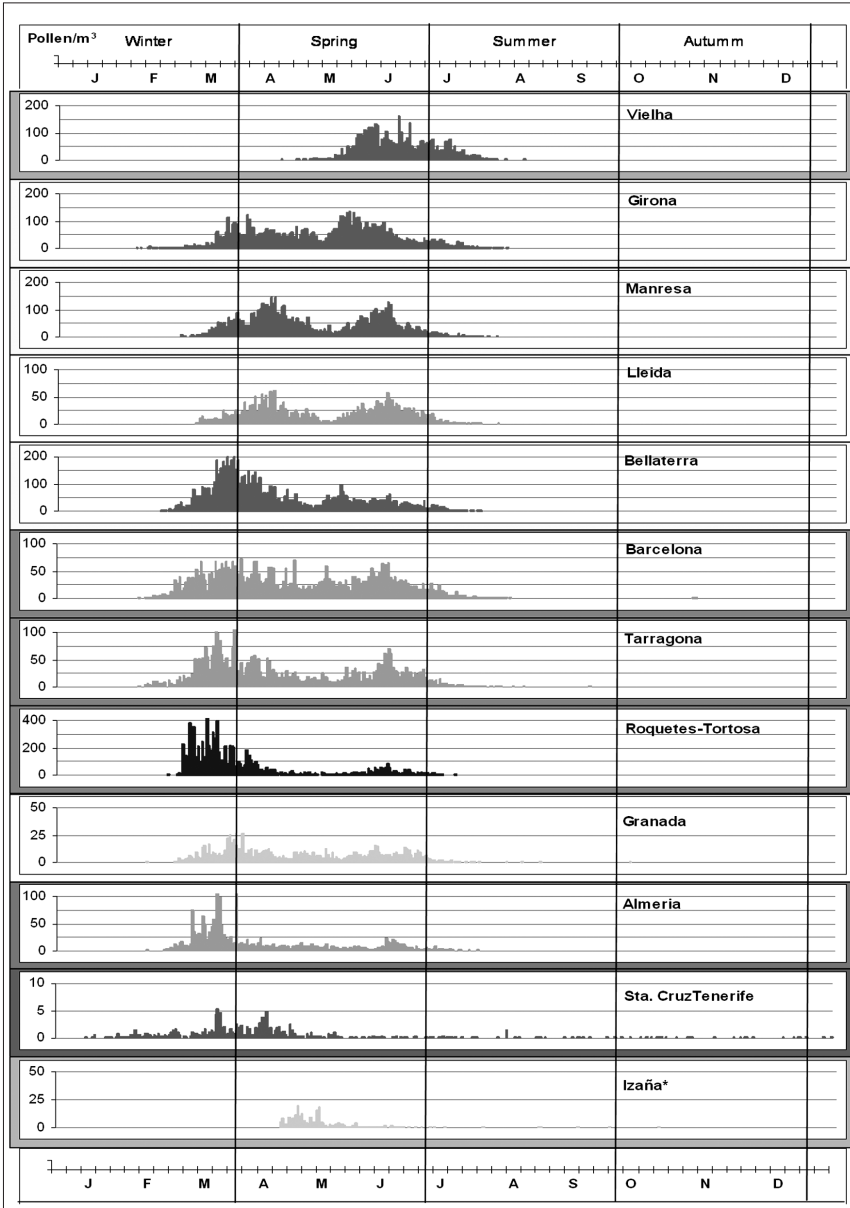 Pollen/m³ Winter Spring Summer Autumm
J F M A M J J A S O N D
200 Vielha
100
0
200 Girona
100
0
200 Manresa
100
0
100 Lleida
50
0
200 Bellaterra
100
0
100 Barcelona
50
0
100 Tarragona
50
0
400 Roquetes-Tortosa
200
0
50 Granada
25
0
100 Almeria
50
0
10 Sta. CruzTenerife
5
0
50 Izaña*
25
0
J F M A M J J A S O N D